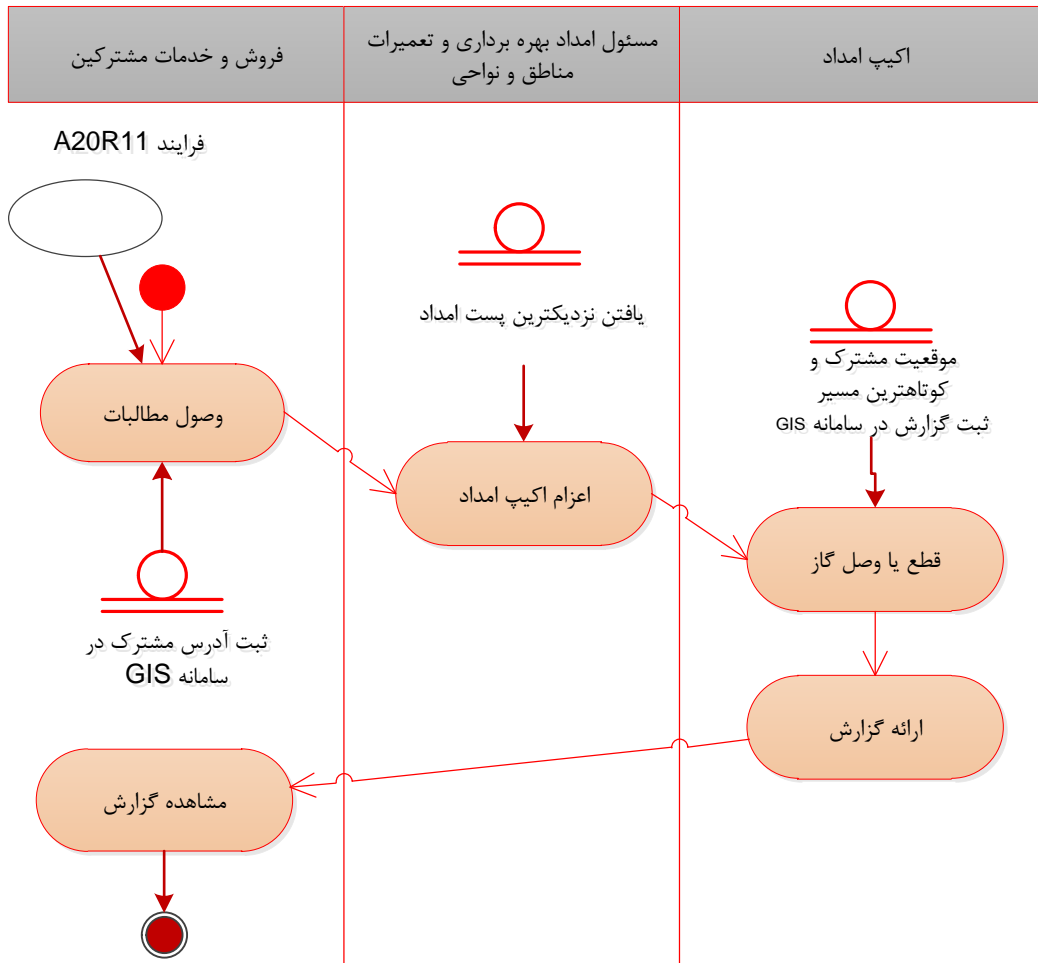 اکیپ امداد
مسئول امداد بهره برداری و تعمیرات
مناطق و نواحی
فروش و خدمات مشترکین
فرایند A20R11
یافتن نزدیکترین پست امداد
موقعیت مشترک و
کوتاهترین مسیر
ثبت گزارش در سامانه GIS
وصول مطالبات
اعزام اکیپ امداد
قطع یا وصل گاز
ثبت آدرس مشترک در
سامانه GIS
ارائه گزارش
مشاهده گزارش